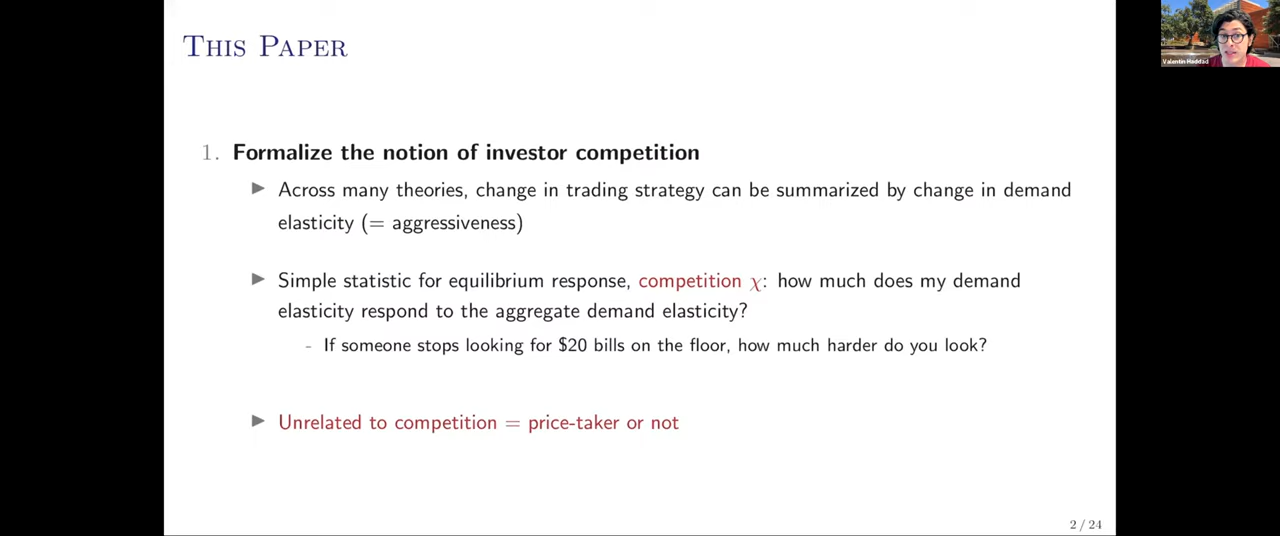 THIS PAPER
1. Formalize the notion of investor competition
▶ Across many theories, change in trading strategy can be summarized by change in demand
elasticity (= aggressiveness)
▶ Simple statistic for equilibrium response, competition χ: how much does my demand
elasticity respond to the aggregate demand elasticity?
- If someone stops looking for $20 bills on the floor, how much harder do you look?
▶ Unrelated to competition = price-taker or not
2 / 24
Valentin Haddad